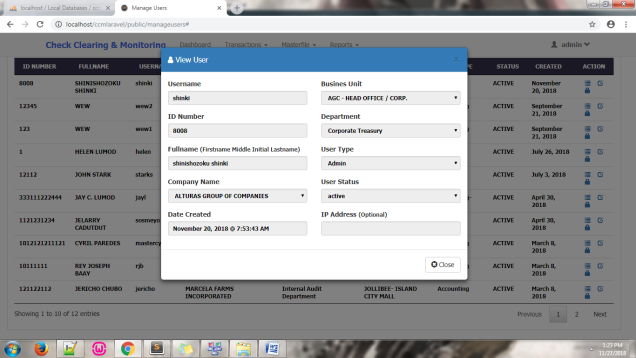 localhost / Local Databases / ccm
Manage Users
localhost/ccmlaravel/public/manageusers#
Check Clearing & Monitoring
Dashboard Transactions Masterfile Reports
admin
View User
ID NUMBER FULLNAME STATUS CREATED ACTION
Username
shinki
Busines Unit
AGC - HEAD OFFICE / CORP.
ID Number
8008
Department
Corporate Treasury
Fullname (Firstname Middle Initial Lastname)
shinishozoku shinki
User Type
Admin
Company Name
ALTURAS GROUP OF COMPANIES
User Status
active
Date Created
November 20, 2018 @ 7:53:43 AM
IP Address (Optional)
Close
8008 SHINISHOZOKU SHINKI shinki ACTIVE November 20, 2018
12345 WEW wew2 ACTIVE September 21, 2018
123 WEW wew1 ACTIVE September 21, 2018
1 HELEN LUMOD helen ACTIVE July 26, 2018
12112 JOHN STARK starks ACTIVE July 3, 2018
333111222444 JAY C. LUMOD jayl ACTIVE April 30, 2018
1121231234 JELARRY CADUTDUT sosmeyn ACTIVE April 30, 2018
1012121211121 CYRIL PAREDES mastercy ACTIVE March 8, 2018
10111111 REY JOSEPH BAAY rjb ACTIVE March 8, 2018
121122112 JERICHO CHUBO jericho MARCELA FARMS INCORPORATED Internal Audit Department JOLLIBEE- ISLAND CITY MALL Accounting ACTIVE March 8, 2018
Showing 1 to 10 of 12 entries
Previous 1 2 Next
1:27 PM
11/27/2018